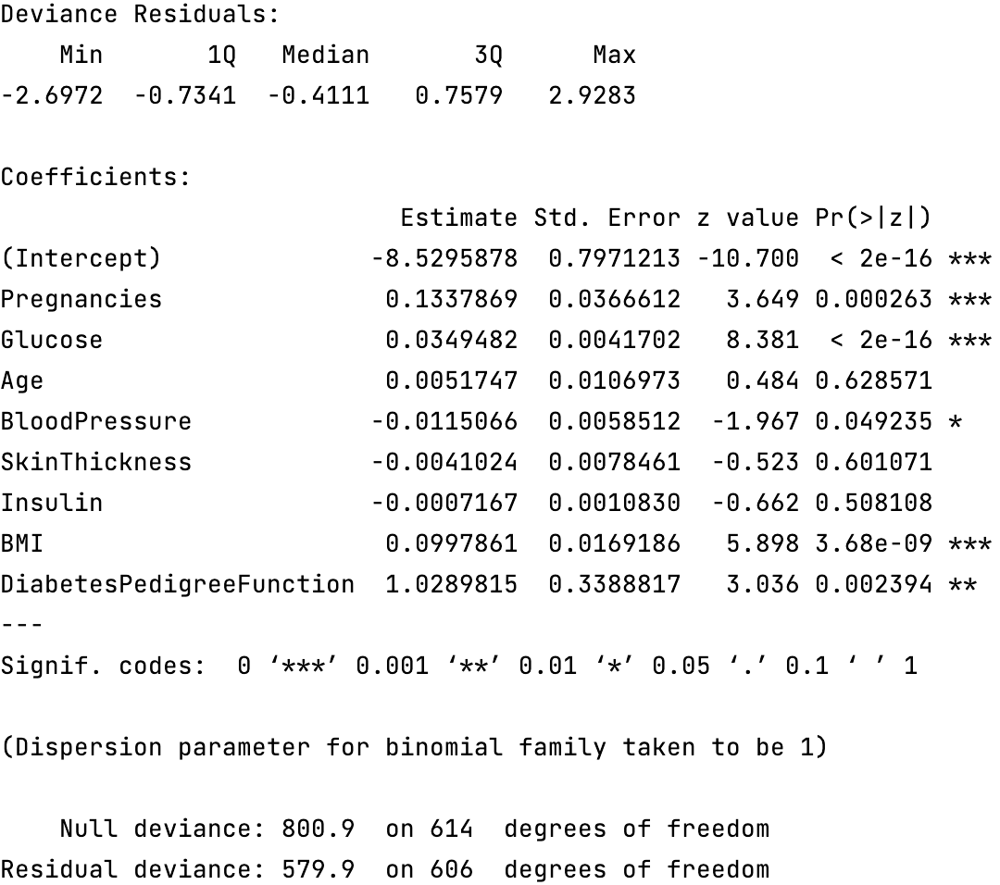 Deviance Residuals:
    Min       1Q   Median       3Q      Max
-2.6972  -0.7341  -0.4111   0.7579   2.9283

Coefficients:
                           Estimate Std. Error z value Pr(>|z|)
(Intercept)              -8.5295878  0.7971213 -10.700  < 2e-16 ***
Pregnancies               0.1337869  0.0366612   3.649 0.000263 ***
Glucose                   0.0349482  0.0041702   8.381  < 2e-16 ***
Age                       0.0051747  0.0106973   0.484 0.628571
BloodPressure            -0.0115066  0.0058512  -1.967 0.049235 *
SkinThickness            -0.0041024  0.0078461  -0.523 0.601071
Insulin                  -0.0007167  0.0010830  -0.662 0.508108
BMI                       0.0997861  0.0169186   5.898 3.68e-09 ***
DiabetesPedigreeFunction  1.0289815  0.3388817   3.036 0.002394 **
---
Signif. codes:  0 ‘***’ 0.001 ‘**’ 0.01 ‘*’ 0.05 ‘.’ 0.1 ‘ ’ 1

(Dispersion parameter for binomial family taken to be 1)

    Null deviance: 800.9  on 614  degrees of freedom
Residual deviance: 579.9  on 606  degrees of freedom